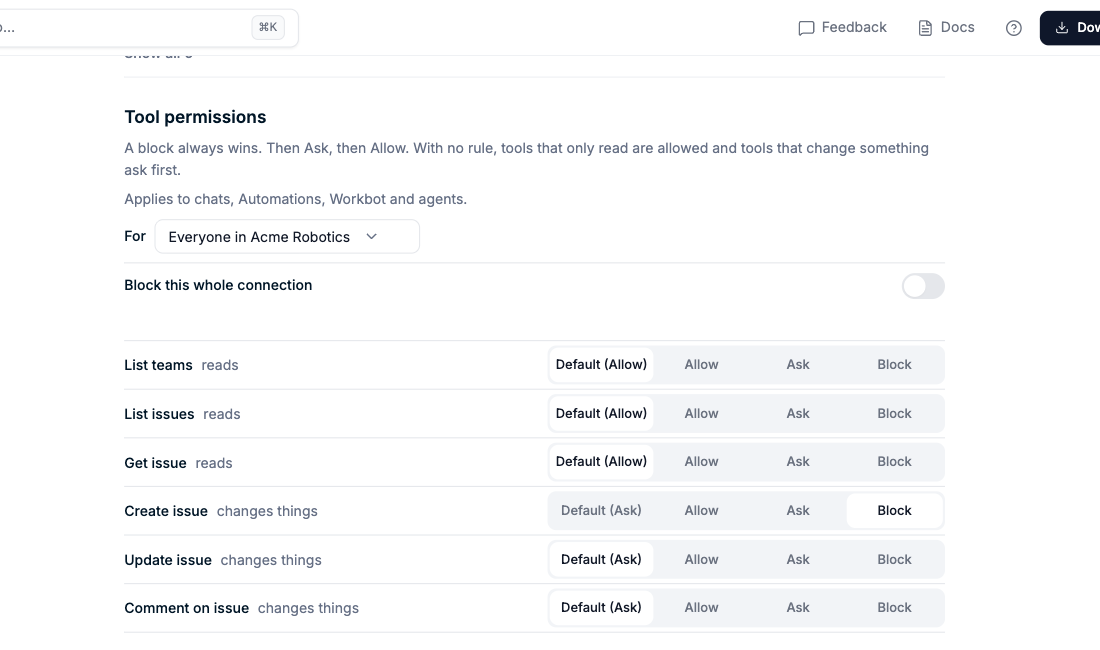 ⌘K
Feedback
Docs
Tool permissions
A block always wins. Then Ask, then Allow. With no rule, tools that only read are allowed and tools that change something
ask first.
Applies to chats, Automations, Workbot and agents.
For Everyone in Acme Robotics
Block this whole connection
List teams reads Default (Allow) Allow Ask Block
List issues reads Default (Allow) Allow Ask Block
Get issue reads Default (Allow) Allow Ask Block
Create issue changes things Default (Ask) Allow Ask Block
Update issue changes things Default (Ask) Allow Ask Block
Comment on issue changes things Default (Ask) Allow Ask Block